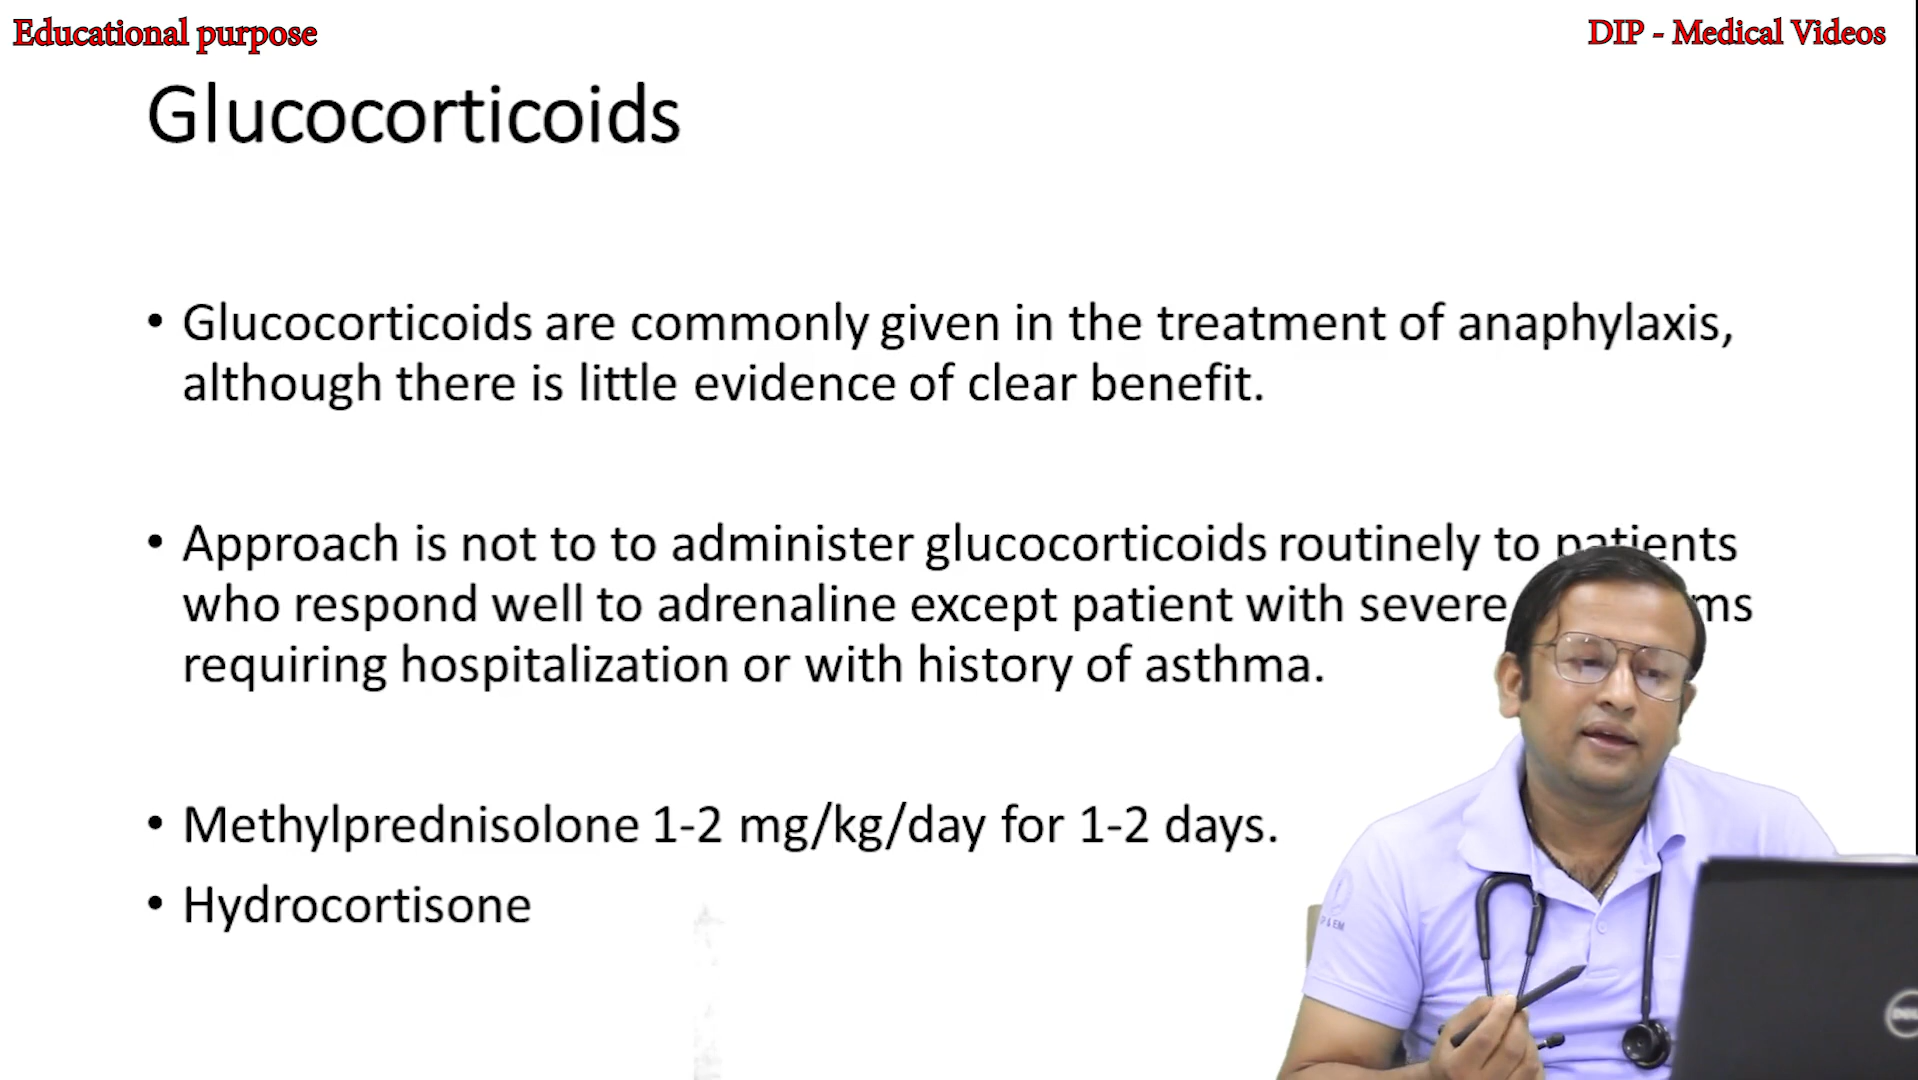 Educational purpose
DIP - Medical Videos
Glucocorticoids
• Glucocorticoids are commonly given in the treatment of anaphylaxis,
although there is little evidence of clear benefit.
• Approach is not to to administer glucocorticoids routinely to patients
who respond well to adrenaline except patient with severe
requiring hospitalization or with history of asthma.
• Methylprednisolone 1-2 mg/kg/day for 1-2 days.
• Hydrocortisone
& EM
DELL